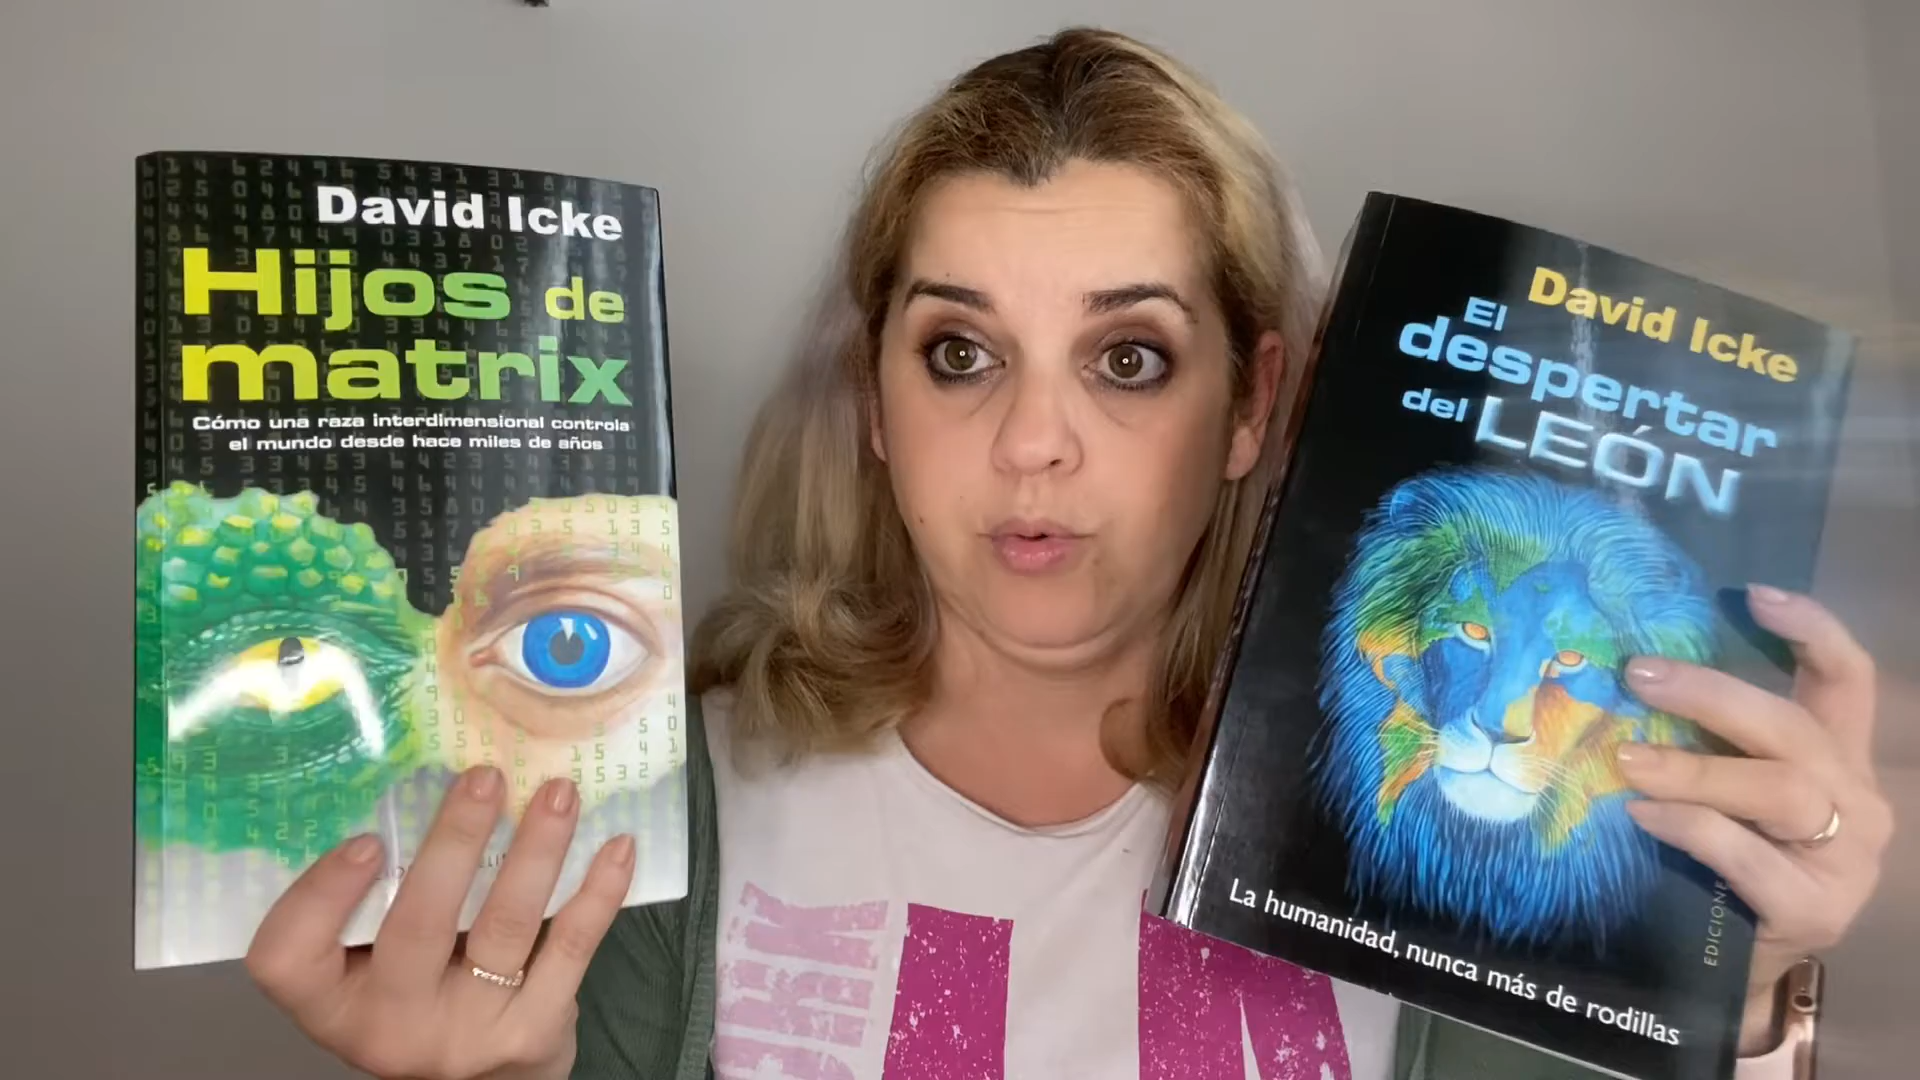 David Icke
Hijos de
matrix
Cómo una raza interdimensional controla
el mundo desde hace miles de años
David Icke
El
despertar
del LEÓN
La humanidad, nunca más de rodillas